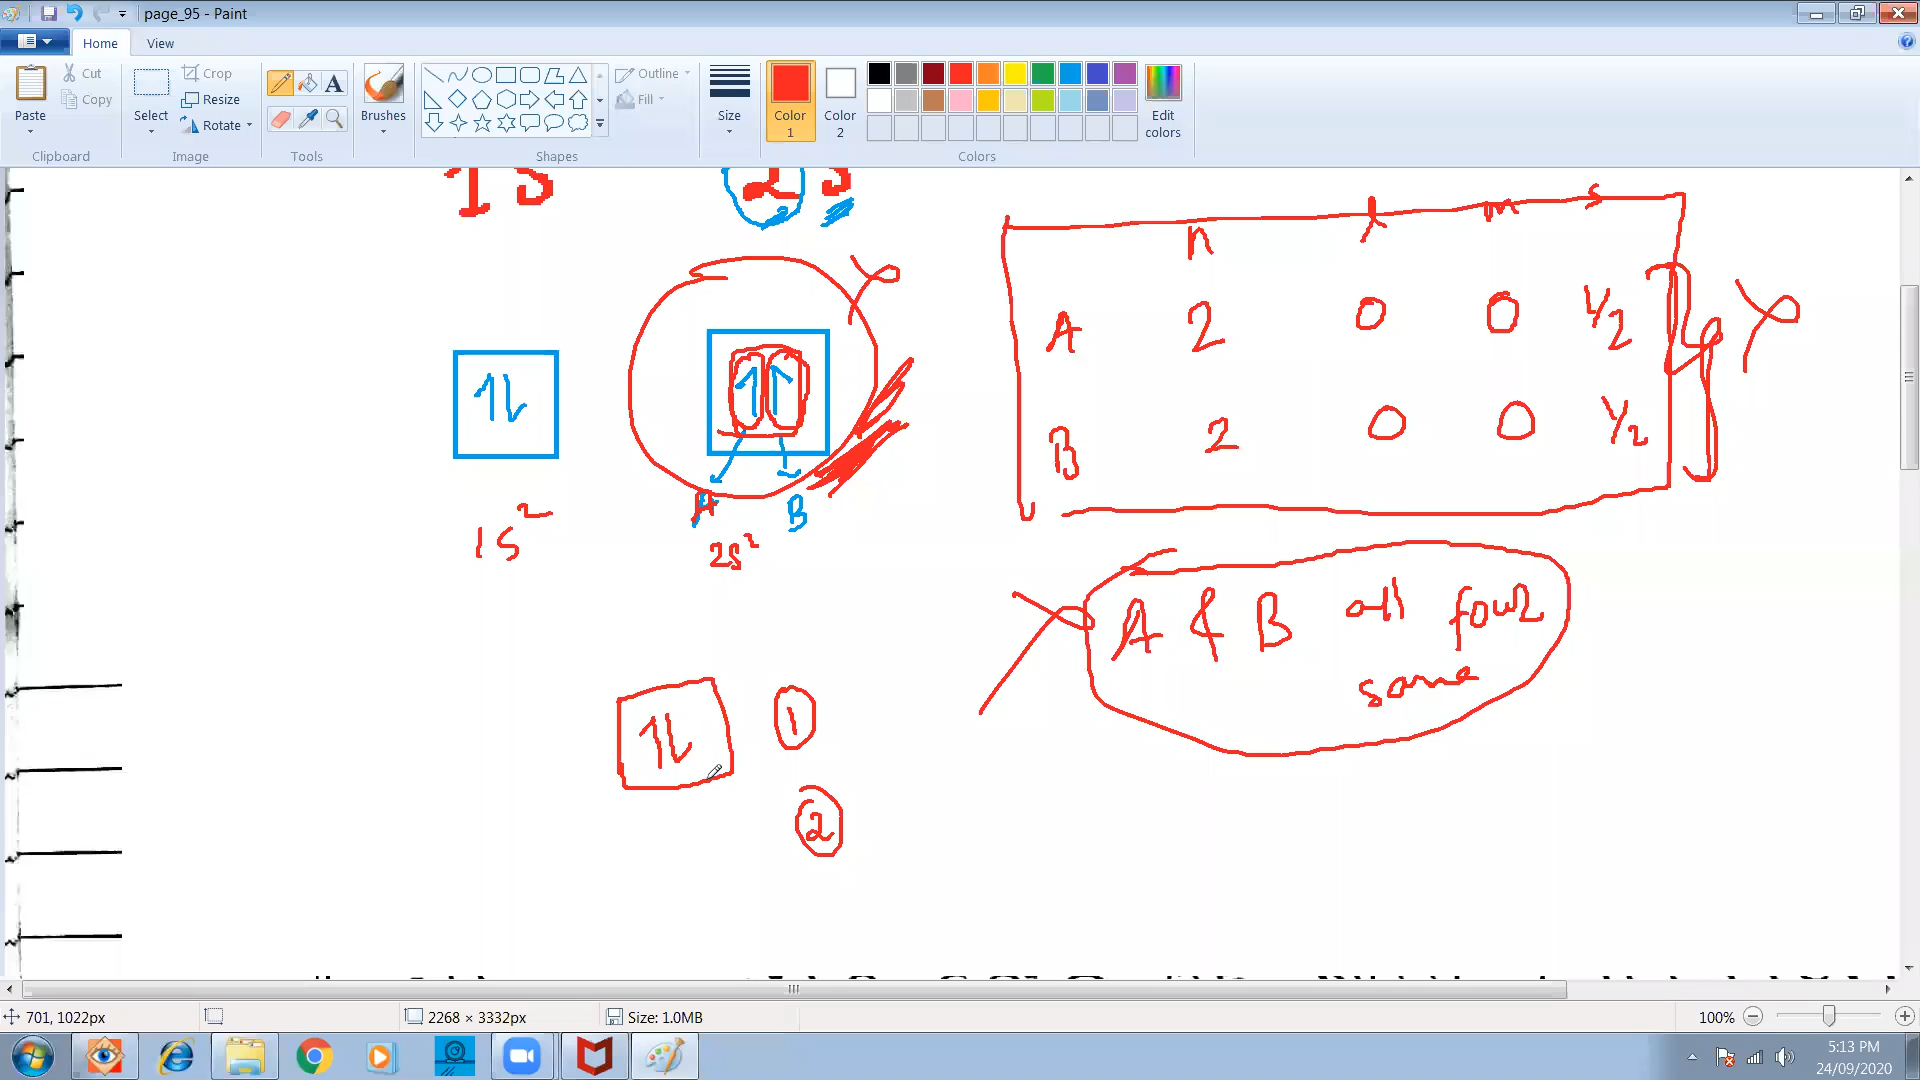 page_95 - Paint
Home View
Paste Cut Copy
Clipboard
Select Crop Resize Rotate
Image
Tools
Brushes
Shapes
Outline Fill
Size
Color 1
Color 2
Edit colors
Colors
1S 2S
n l m s
A 2 0 0 1/2
B 2 0 0 1/2
A B
1S² 2S²
A & B all four
same
1
2
701, 1022px
2268 × 3332px
Size: 1.0MB
100%
5:13 PM
24/09/2020